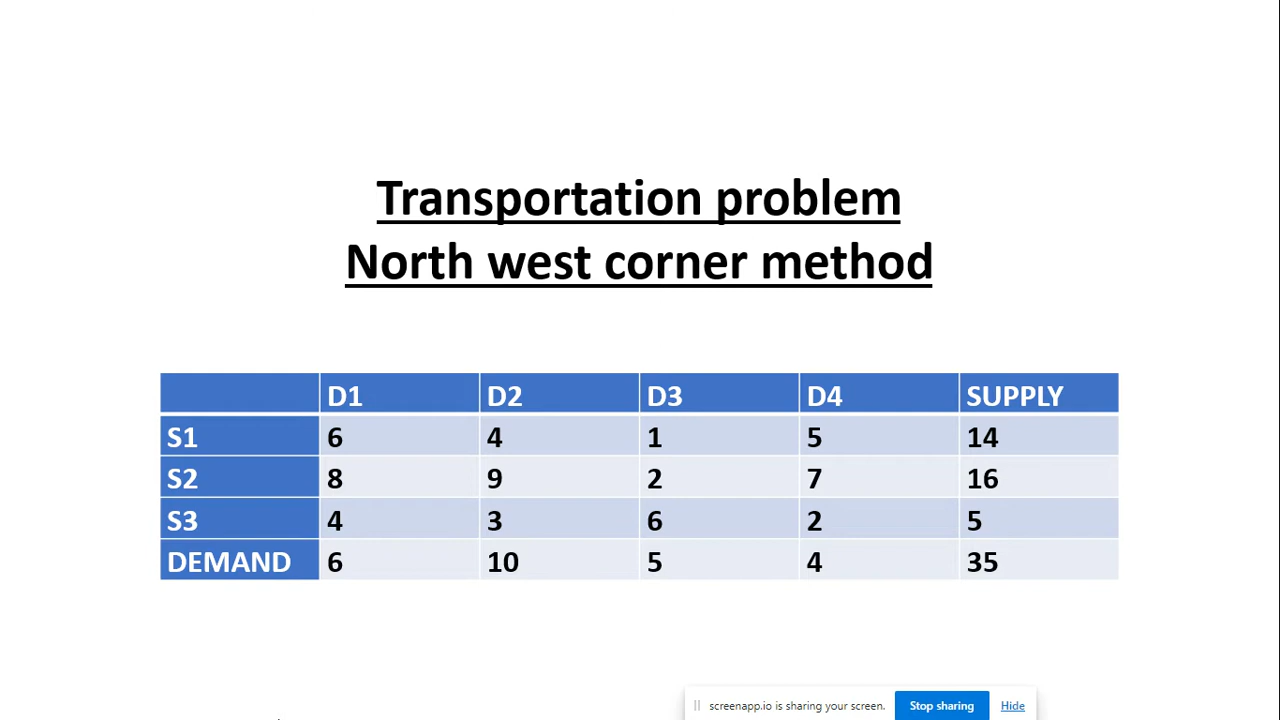 Transportation problem
North west corner method
D1 D2 D3 D4 SUPPLY
S1 6 4 1 5 14
S2 8 9 2 7 16
S3 4 3 6 2 5
DEMAND 6 10 5 4 35
screenapp.io is sharing your screen. Stop sharing Hide